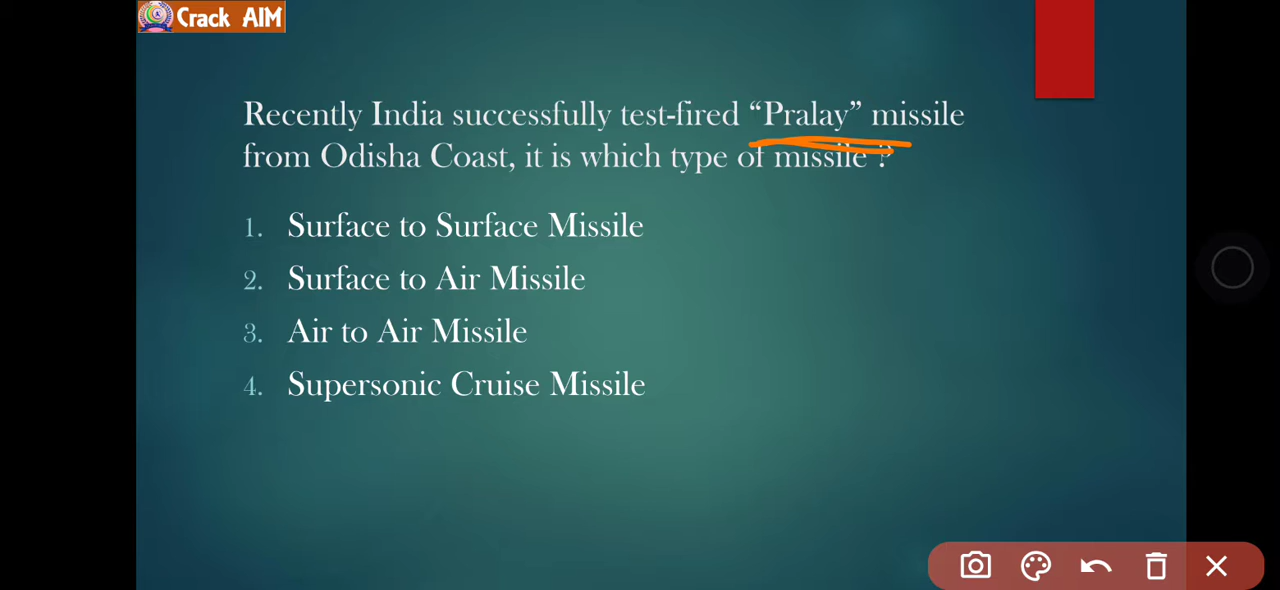 Crack AIM
Recently India successfully test-fired “Pralay” missile
from Odisha Coast, it is which type of missile ?
1. Surface to Surface Missile
2. Surface to Air Missile
3. Air to Air Missile
4. Supersonic Cruise Missile